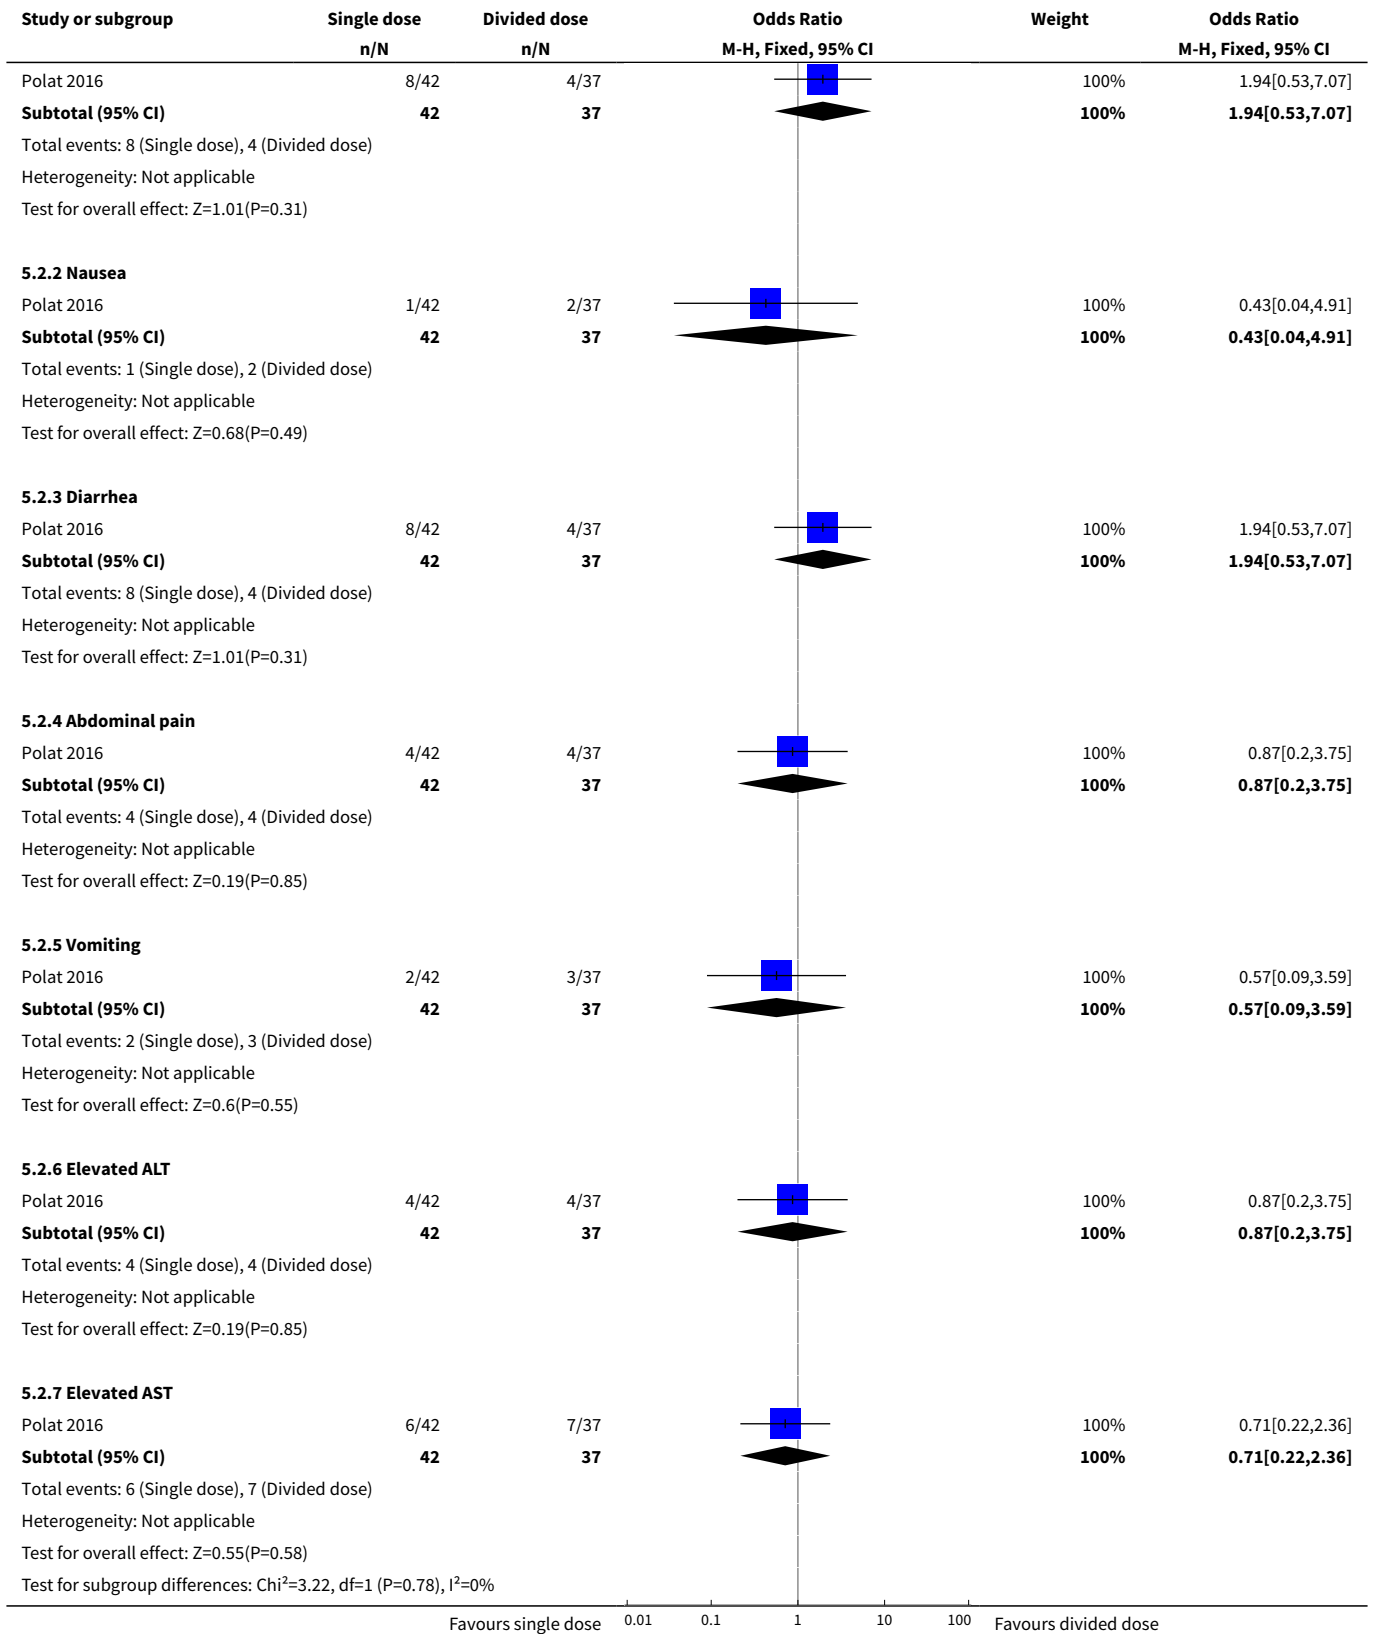 Study or subgroup Single dose Divided dose Odds Ratio Weight Odds Ratio
n/N n/N M-H, Fixed, 95% CI M-H, Fixed, 95% CI
Polat 2016 8/42 4/37 100% 1.94[0.53,7.07]
Subtotal (95% CI) 42 37 100% 1.94[0.53,7.07]
Total events: 8 (Single dose), 4 (Divided dose)
Heterogeneity: Not applicable
Test for overall effect: Z=1.01(P=0.31)
5.2.2 Nausea
Polat 2016 1/42 2/37 100% 0.43[0.04,4.91]
Subtotal (95% CI) 42 37 100% 0.43[0.04,4.91]
Total events: 1 (Single dose), 2 (Divided dose)
Heterogeneity: Not applicable
Test for overall effect: Z=0.68(P=0.49)
5.2.3 Diarrhea
Polat 2016 8/42 4/37 100% 1.94[0.53,7.07]
Subtotal (95% CI) 42 37 100% 1.94[0.53,7.07]
Total events: 8 (Single dose), 4 (Divided dose)
Heterogeneity: Not applicable
Test for overall effect: Z=1.01(P=0.31)
5.2.4 Abdominal pain
Polat 2016 4/42 4/37 100% 0.87[0.2,3.75]
Subtotal (95% CI) 42 37 100% 0.87[0.2,3.75]
Total events: 4 (Single dose), 4 (Divided dose)
Heterogeneity: Not applicable
Test for overall effect: Z=0.19(P=0.85)
5.2.5 Vomiting
Polat 2016 2/42 3/37 100% 0.57[0.09,3.59]
Subtotal (95% CI) 42 37 100% 0.57[0.09,3.59]
Total events: 2 (Single dose), 3 (Divided dose)
Heterogeneity: Not applicable
Test for overall effect: Z=0.6(P=0.55)
5.2.6 Elevated ALT
Polat 2016 4/42 4/37 100% 0.87[0.2,3.75]
Subtotal (95% CI) 42 37 100% 0.87[0.2,3.75]
Total events: 4 (Single dose), 4 (Divided dose)
Heterogeneity: Not applicable
Test for overall effect: Z=0.19(P=0.85)
5.2.7 Elevated AST
Polat 2016 6/42 7/37 100% 0.71[0.22,2.36]
Subtotal (95% CI) 42 37 100% 0.71[0.22,2.36]
Total events: 6 (Single dose), 7 (Divided dose)
Heterogeneity: Not applicable
Test for overall effect: Z=0.55(P=0.58)
Test for subgroup differences: Chi²=3.22, df=1 (P=0.78), I²=0%
Favours single dose 0.01 0.1 1 10 100 Favours divided dose